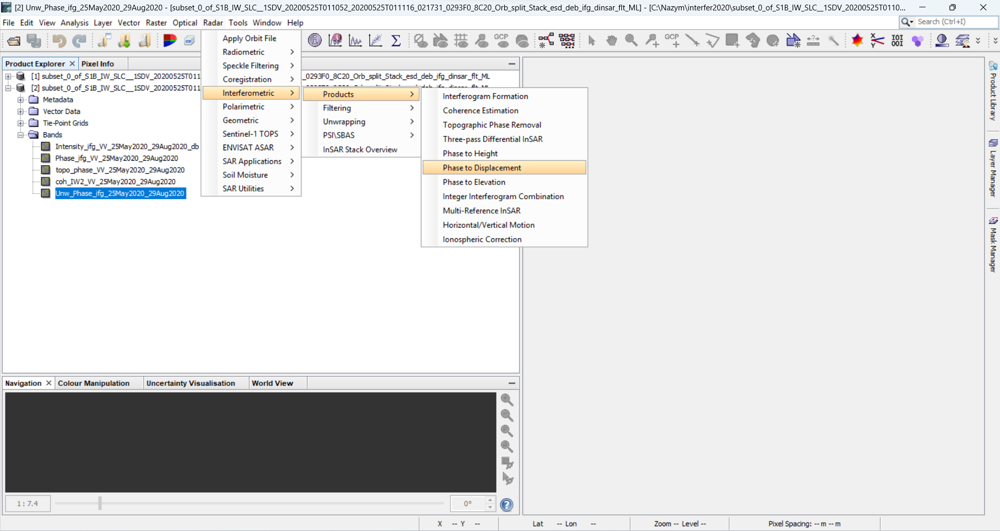 [2] Unw_Phase_ifg_25May2020_29Aug2020 - [subset_0_of_S1B_IW_SLC__1SDV_20200525T011052_20200525T011116_021731_0293F0_8C20_Orb_split_Stack_esd_deb_ifg_dinsar_flt_ML] - [C:\Nazym\interfer2020\subset_0_of_S1B_IW_SLC__1SDV_20200525T0110...
File Edit View Analysis Layer Vector Raster Optical Radar Tools Window Help
Search (Ctrl+I)
GCP
GCP
X
Y
IOI
OOI
Apply Orbit File
Radiometric
Speckle Filtering
Coregistration
Interferometric
Polarimetric
Geometric
Sentinel-1 TOPS
ENVISAT ASAR
SAR Applications
Soil Moisture
SAR Utilities
Products
Filtering
Unwrapping
PSI\SBAS
InSAR Stack Overview
Interferogram Formation
Coherence Estimation
Topographic Phase Removal
Three-pass Differential InSAR
Phase to Height
Phase to Displacement
Phase to Elevation
Integer Interferogram Combination
Multi-Reference InSAR
Horizontal/Vertical Motion
Ionospheric Correction
Product Explorer
Pixel Info
[1] subset_0_of_S1B_IW_SLC__1SDV_20200525T011
_0293F0_8C20_Orb_split_Stack_esd_deb_ifg_dinsar_flt_ML
[2] subset_0_of_S1B_IW_SLC__1SDV_20200525T011
Metadata
Vector Data
Tie-Point Grids
Bands
Intensity_ifg_VV_25May2020_29Aug2020_db
Phase_ifg_VV_25May2020_29Aug2020
topo_phase_VV_25May2020_29Aug2020
coh_IW2_VV_25May2020_29Aug2020
Unw_Phase_ifg_25May2020_29Aug2020
Product Library
Layer Manager
Mask Manager
Navigation
Colour Manipulation
Uncertainty Visualisation
World View
1 : 7.4
0°
X -- Y --
Lat -- Lon --
Zoom -- Level --
Pixel Spacing: -- m -- m